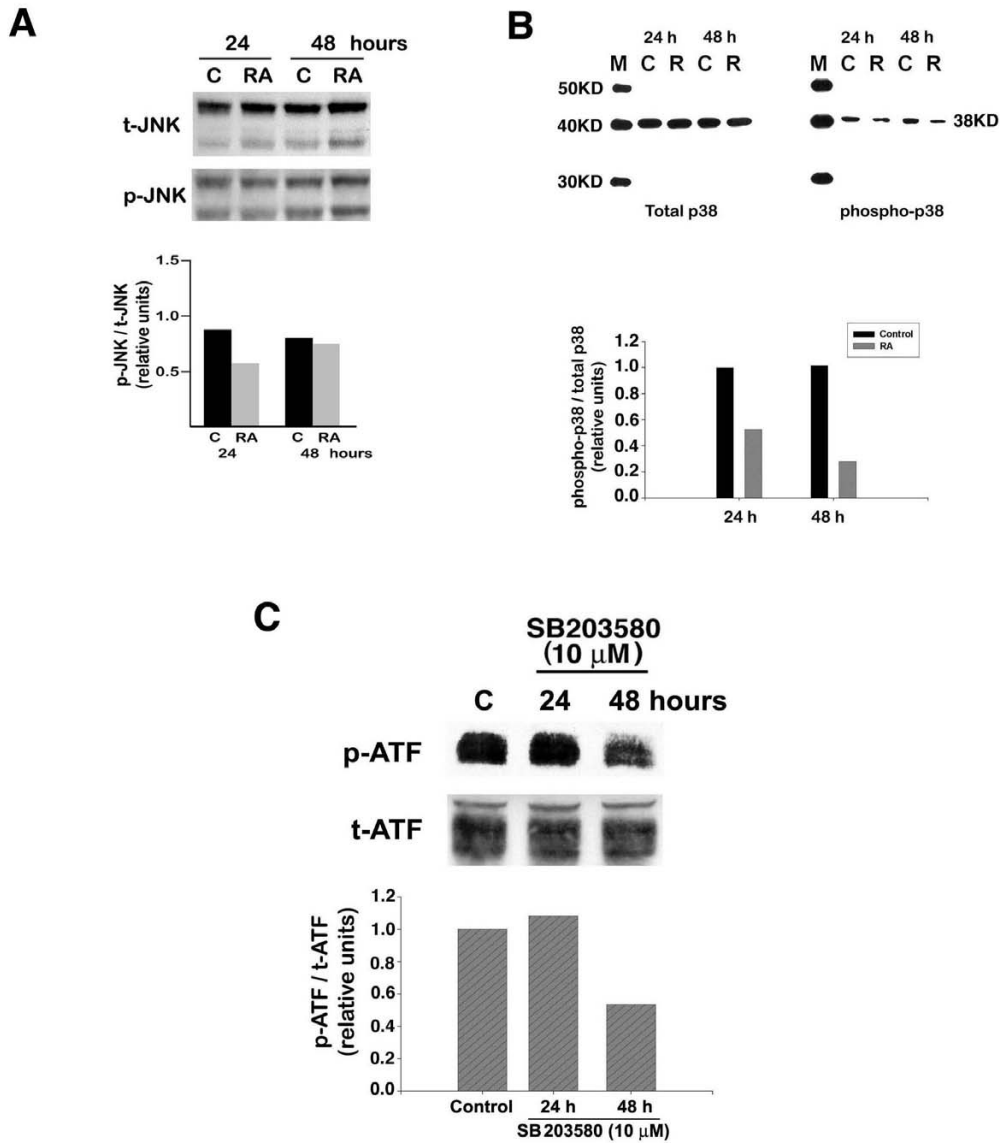 A
24 48 hours
C RA C RA
t-JNK
p-JNK
1.5
1.0
0.5
p-JNK / t-JNK
(relative units)
C RA C RA
24 48 hours
B
24 h 48 h 24 h 48 h
M C R C R M C R C R
50KD
40KD 38KD
30KD
Total p38 phospho-p38
Control
RA
1.2
1.0
0.8
0.6
0.4
0.2
0.0
phospho-p38 / total p38
(relative units)
24 h 48 h
C
SB203580
(10 μM)
C 24 48 hours
p-ATF
t-ATF
1.2
1.0
0.8
0.6
0.4
0.2
0.0
p-ATF / t-ATF
(relative units)
Control 24 h 48 h
SB203580 (10 μM)